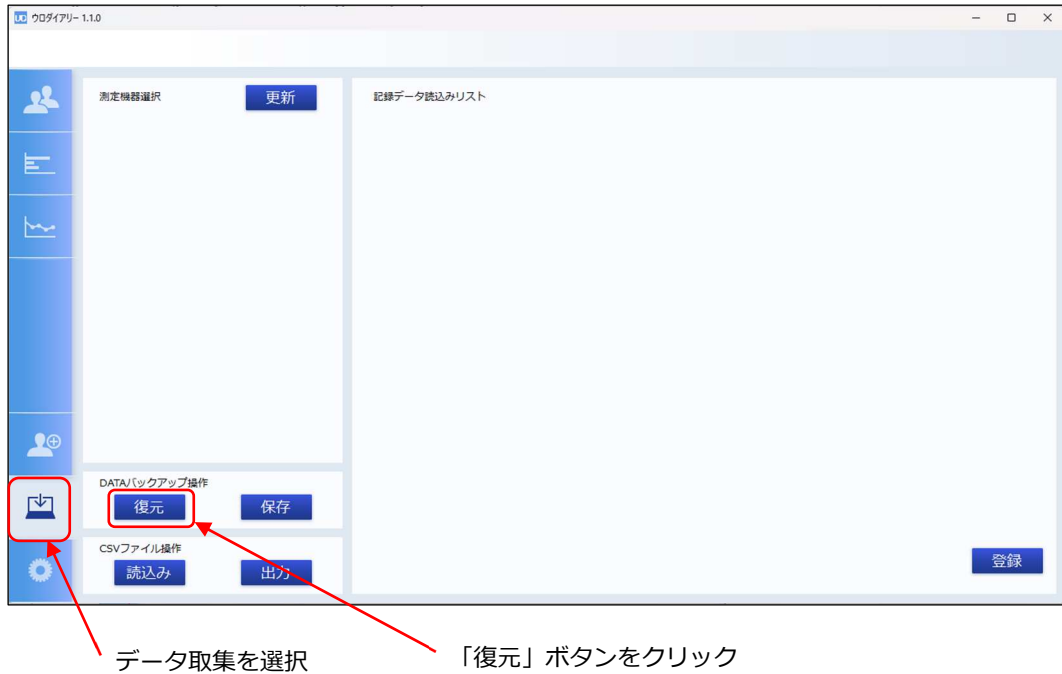 UD ウロダイアリー 1.1.0
測定機器選択
更新
記録データ読込みリスト
DATAバックアップ操作
復元
保存
CSVファイル操作
読込み
出力
登録
データ取集を選択
「復元」ボタンをクリック